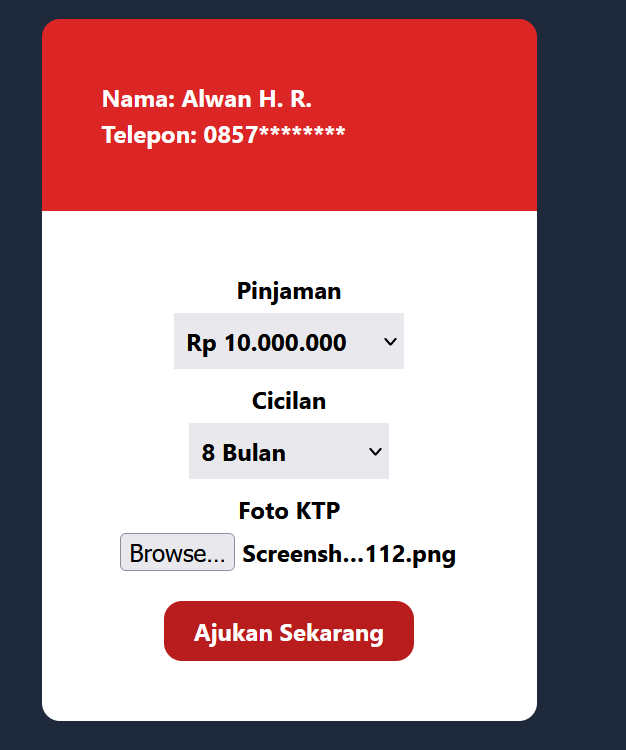 Nama: Alwan H. R.
Telepon: 0857********
Pinjaman
Rp 10.000.000
Cicilan
8 Bulan
Foto KTP
Browse... Screensh...112.png
Ajukan Sekarang